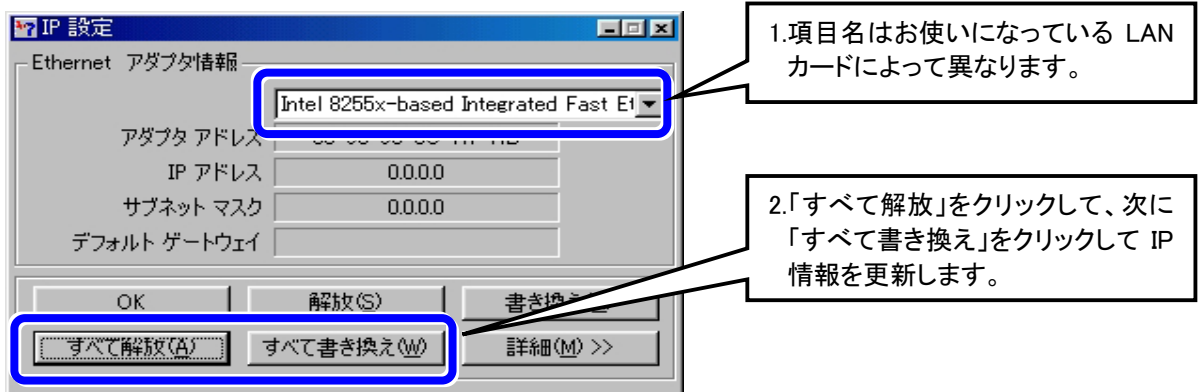 IP 設定
Ethernet アダプタ情報
Intel 8255x-based Integrated Fast Et
アダプタ アドレス
IP アドレス 0.0.0.0
サブネット マスク 0.0.0.0
デフォルト ゲートウェイ
OK 解放(S) 書き換え
すべて解放(A) すべて書き換え(W) 詳細(M) >>
1.項目名はお使いになっている LAN
カードによって異なります。
2.「すべて解放」をクリックして、次に
「すべて書き換え」をクリックして IP
情報を更新します。